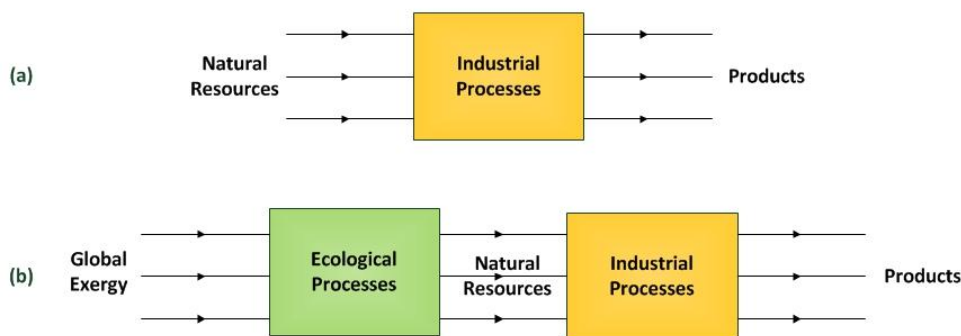 (a)
Natural
Resources
Industrial
Processes
Products
(b)
Global
Exergy
Ecological
Processes
Natural
Resources
Industrial
Processes
Products